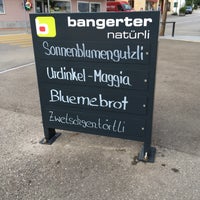 bangerter
natürli
Sonnenblumengutzli
Urdinkel-Maggia
Bluemebrot
Zwetschgentörtli